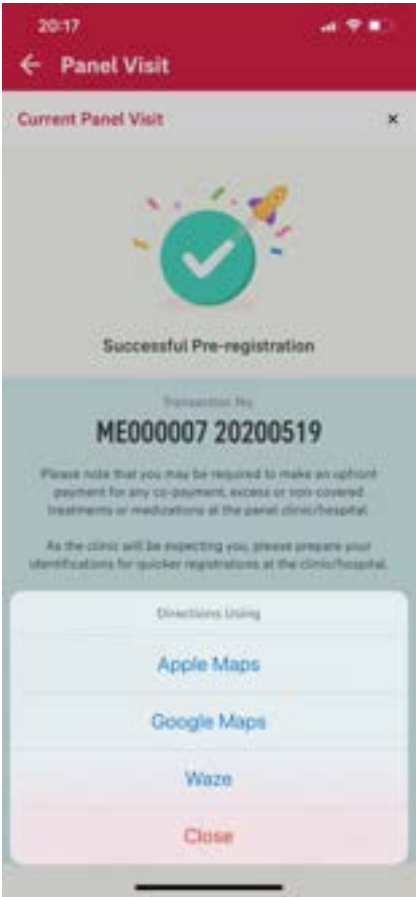 20:17
Panel Visit
Current Panel Visit
Successful Pre-registration
Transaction No.
ME000007 20200519
Please note that you may be required to make an upfront
payment for any co-payment, excess or non-covered
treatments or medications at the panel clinic/hospital.
As the clinic will be expecting you, please prepare your
identifications for quicker registrations at the clinic/hospital.
Directions Using
Apple Maps
Google Maps
Waze
Close